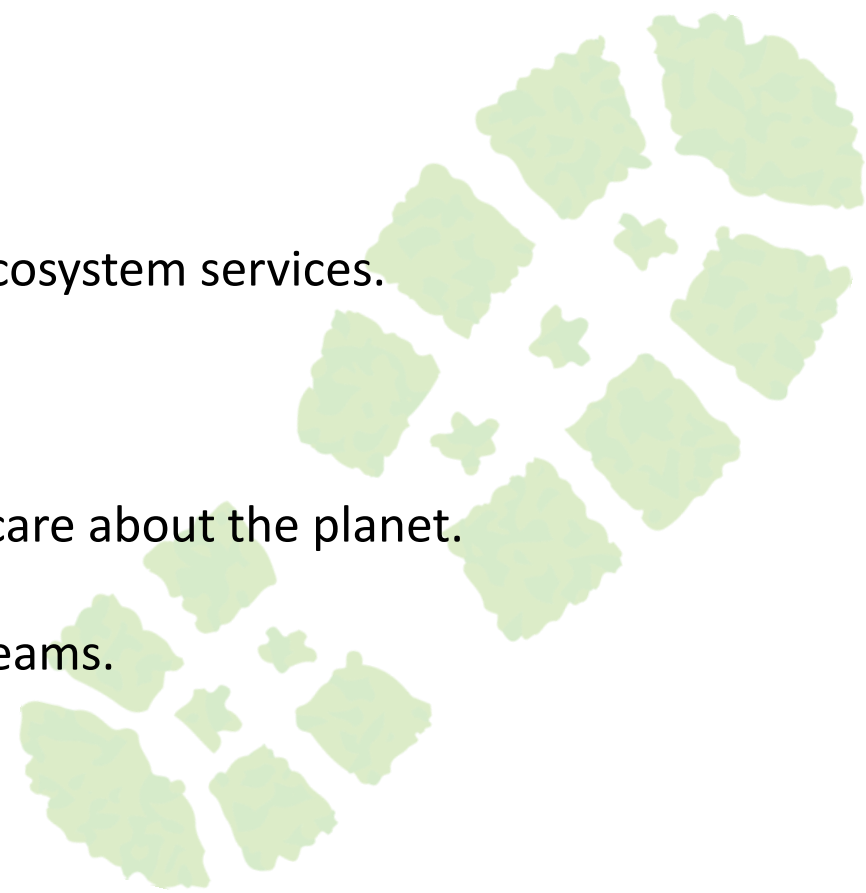 cosystem services.
care about the planet.
eams.